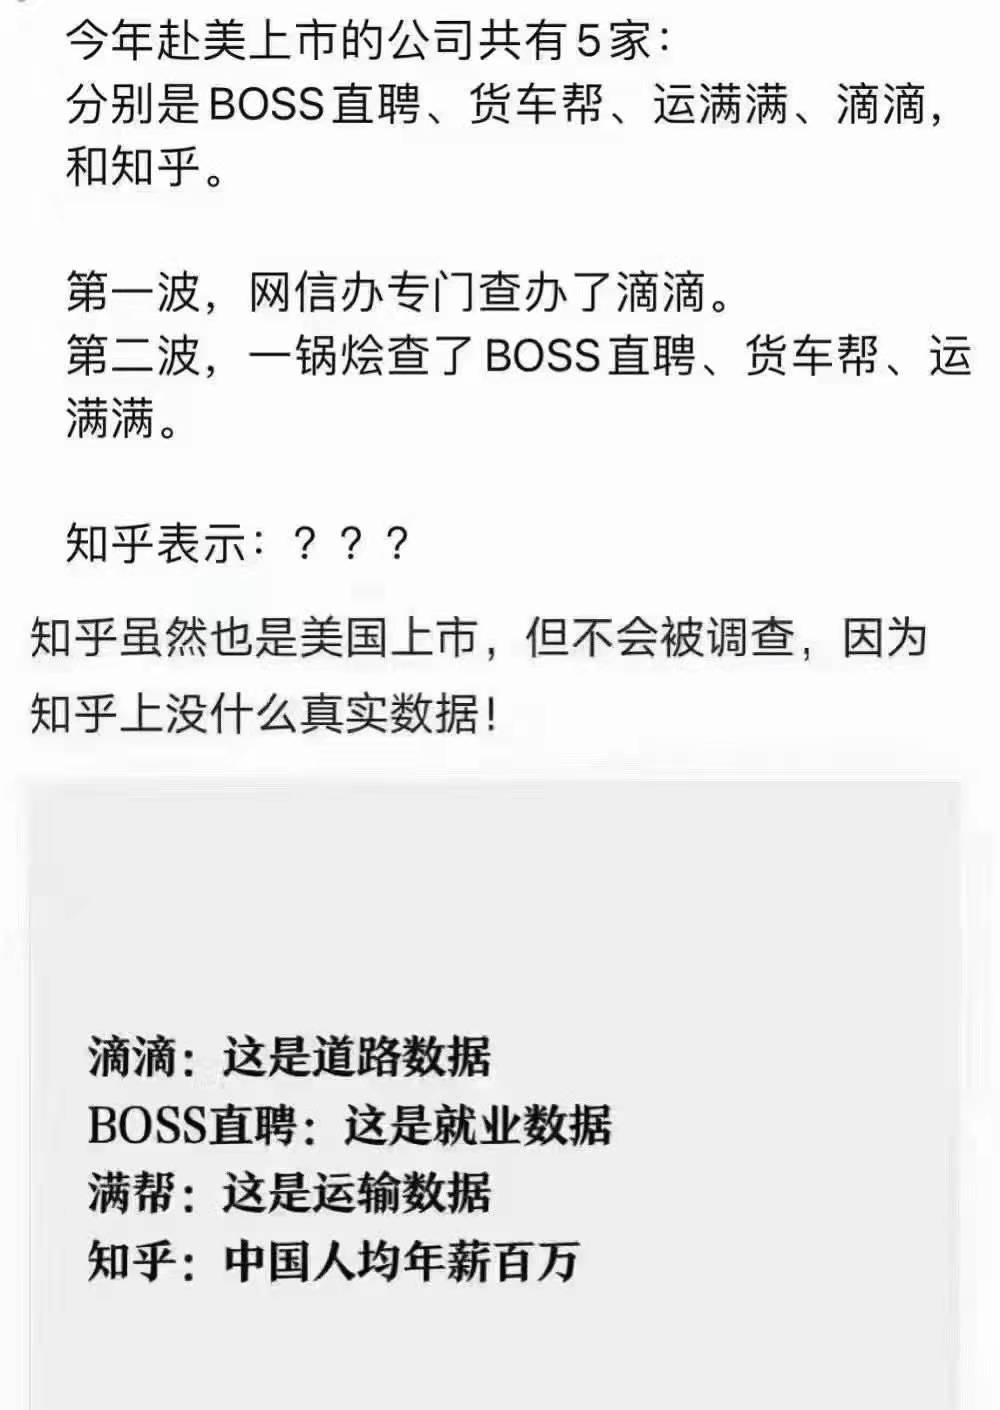 今年赴美上市的公司共有5家：
分别是BOSS直聘、货车帮、运满满、滴滴，
和知乎。
第一波，网信办专门查办了滴滴。
第二波，一锅烩查了BOSS直聘、货车帮、运
满满。
知乎表示：？？？
知乎虽然也是美国上市，但不会被调查，因为
知乎上没什么真实数据！
滴滴：这是道路数据
BOSS直聘：这是就业数据
满帮：这是运输数据
知乎：中国人均年薪百万